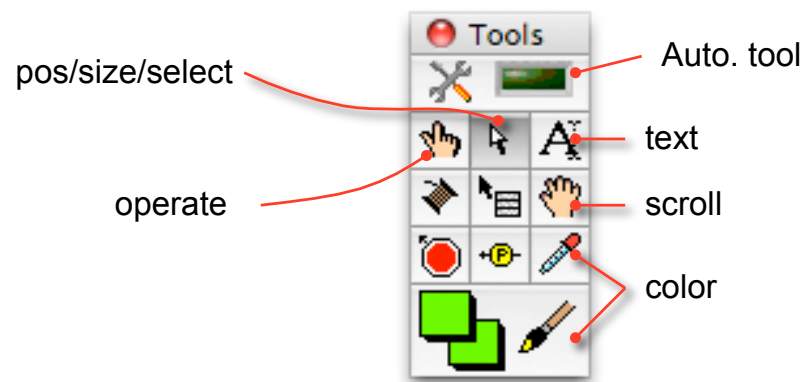 Tools
pos/size/select
Auto. tool
text
operate
scroll
P
color